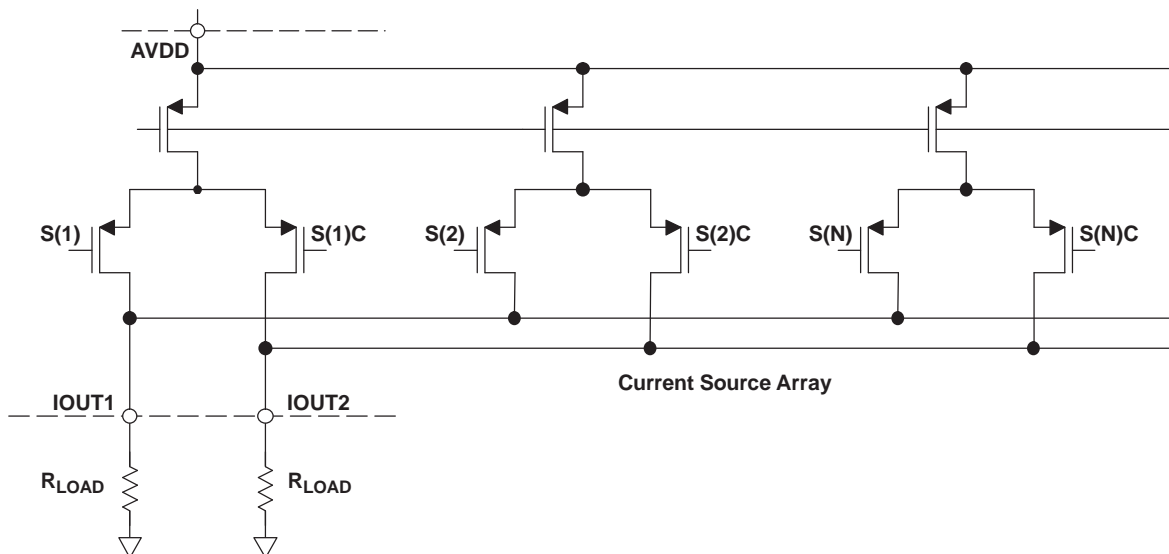 AVDD
S(1)
S(1)C
S(2)
S(2)C
S(N)
S(N)C
Current Source Array
IOUT1
IOUT2
RLOAD
RLOAD